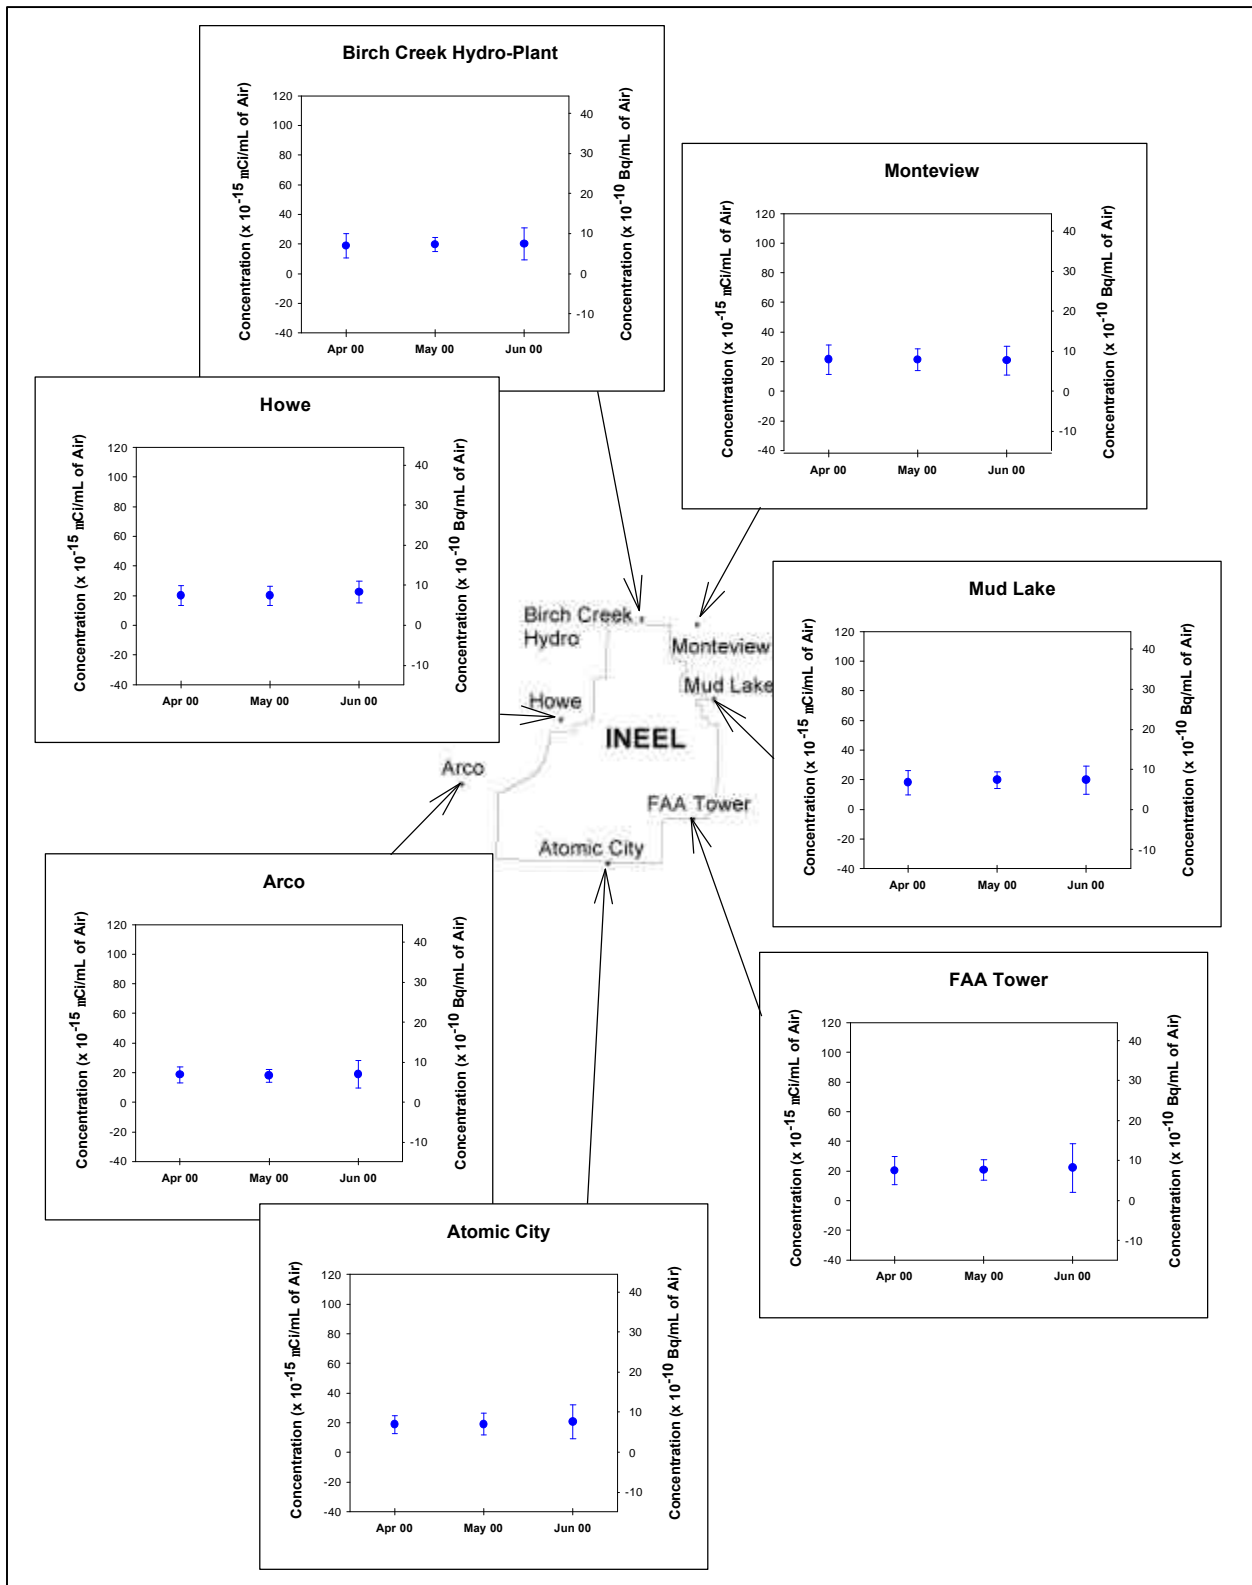 Birch Creek Hydro-Plant
Concentration (x 10-15 mCi/mL of Air)
120
100
80
60
40
20
0
-20
-40
Apr 00 May 00 Jun 00
40
30
20
10
0
-10
Concentration (x 10-10 Bq/mL of Air)
Monteview
Concentration (x 10-15 mCi/mL of Air)
120
100
80
60
40
20
0
-20
-40
Apr 00 May 00 Jun 00
40
30
20
10
0
-10
Concentration (x 10-10 Bq/mL of Air)
Howe
Concentration (x 10-15 mCi/mL of Air)
120
100
80
60
40
20
0
-20
-40
Apr 00 May 00 Jun 00
40
30
20
10
0
-10
Concentration (x 10-10 Bq/mL of Air)
Birch Creek
Hydro
Monteview
Mud Lake
Howe
INEEL
Arco
FAA Tower
Atomic City
Mud Lake
Concentration (x 10-15 mCi/mL of Air)
120
100
80
60
40
20
0
-20
-40
Apr 00 May 00 Jun 00
40
30
20
10
0
-10
Concentration (x 10-10 Bq/mL of Air)
Arco
Concentration (x 10-15 mCi/mL of Air)
120
100
80
60
40
20
0
-20
-40
Apr 00 May 00 Jun 00
40
30
20
10
0
-10
Concentration (x 10-10 Bq/mL of Air)
FAA Tower
Concentration (x 10-15 mCi/mL of Air)
120
100
80
60
40
20
0
-20
-40
Apr 00 May 00 Jun 00
40
30
20
10
0
-10
Concentration (x 10-10 Bq/mL of Air)
Atomic City
Concentration (x 10-15 mCi/mL of Air)
120
100
80
60
40
20
0
-20
-40
Apr 00 May 00 Jun 00
40
30
20
10
0
-10
Concentration (x 10-10 Bq/mL of Air)